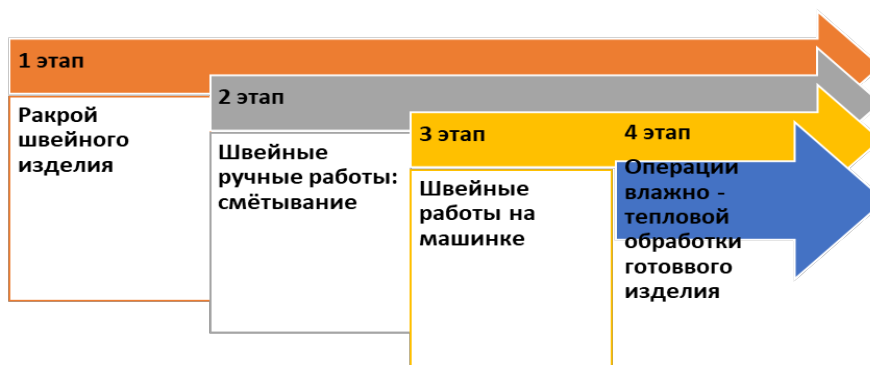 1 этап
Ракрой
швейного
изделия
2 этап
Швейные
ручные работы:
смётывание
3 этап
Швейные
работы на
машинке
4 этап
Операции
влажно -
тепловой
обработки
готоввого
изделия